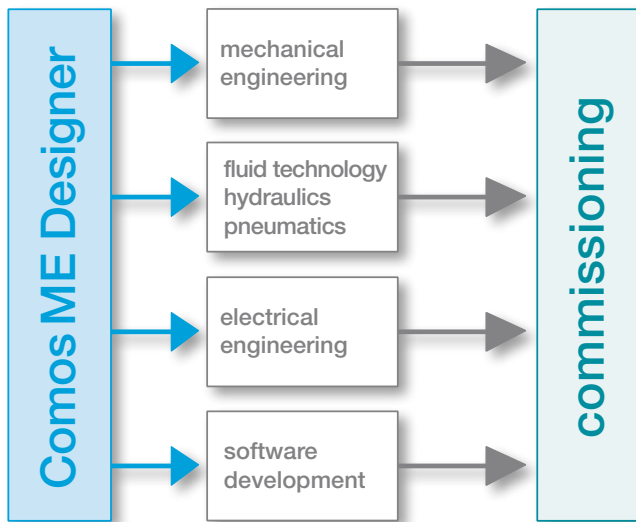 Comos ME Designer
mechanical
engineering
fluid technology
hydraulics
pneumatics
electrical
engineering
software
development
commissioning